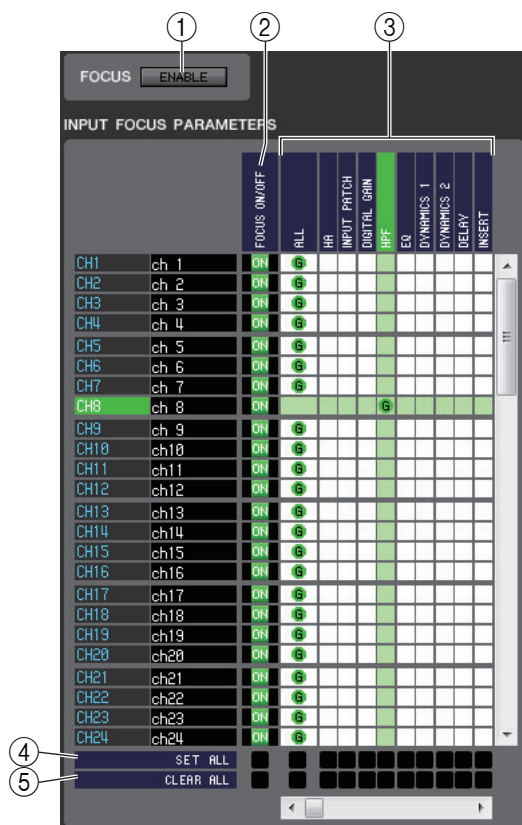 1 2 3
FOCUS ENABLE
INPUT FOCUS PARAMETERS
FOCUS ON/OFF ALL HA INPUT PATCH DIGITAL GAIN HPF EQ DYNAMICS 1 DYNAMICS 2 DELAY INSERT
CH1 ch 1 ON G
CH2 ch 2 ON G
CH3 ch 3 ON G
CH4 ch 4 ON G
CH5 ch 5 ON G
CH6 ch 6 ON G
CH7 ch 7 ON G
CH8 ch 8 ON G
CH9 ch 9 ON G
CH10 ch10 ON G
CH11 ch11 ON G
CH12 ch12 ON G
CH13 ch13 ON G
CH14 ch14 ON G
CH15 ch15 ON G
CH16 ch16 ON G
CH17 ch17 ON G
CH18 ch18 ON G
CH19 ch19 ON G
CH20 ch20 ON G
CH21 ch21 ON G
CH22 ch22 ON G
CH23 ch23 ON G
CH24 ch24 ON G
4 SET ALL
5 CLEAR ALL